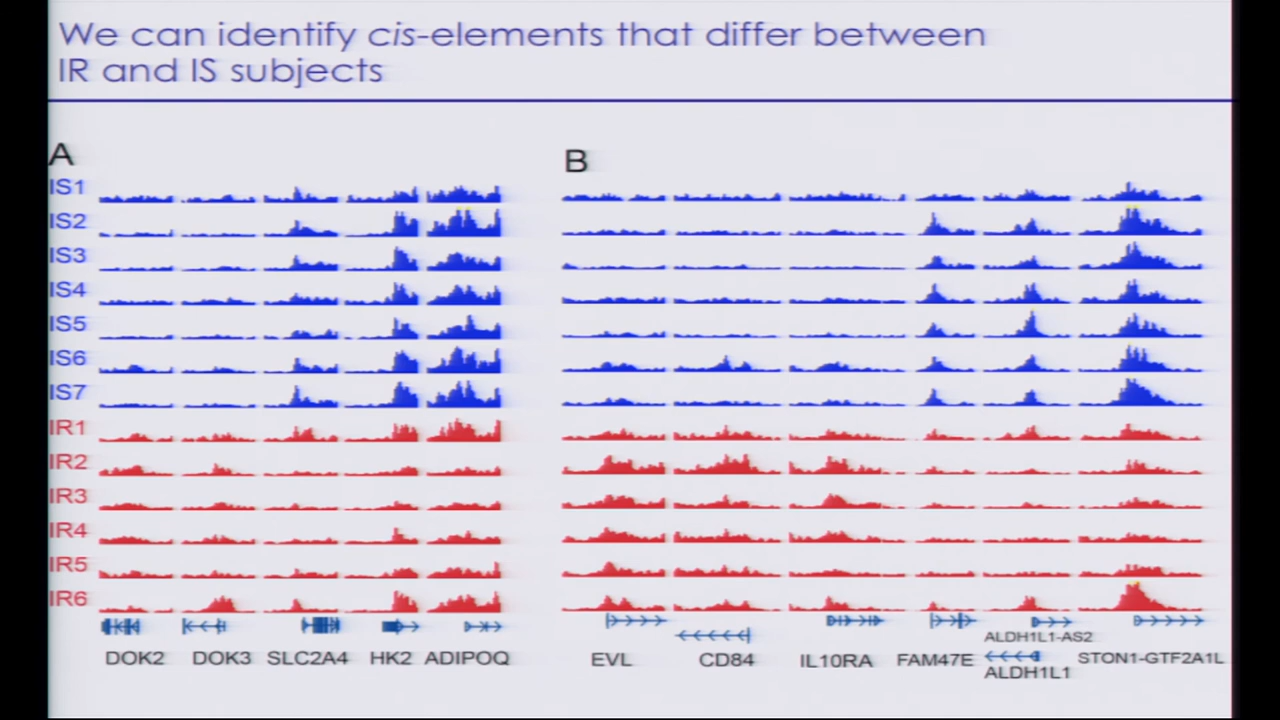 We can identify cis-elements that differ between
IR and IS subjects
A
B
IS1
IS2
IS3
IS4
IS5
IS6
IS7
IR1
IR2
IR3
IR4
IR5
IR6
DOK2 DOK3 SLC2A4 HK2 ADIPOQ
EVL CD84 IL10RA FAM47E ALDH1L1-AS2 STON1-GTF2A1L
ALDH1L1